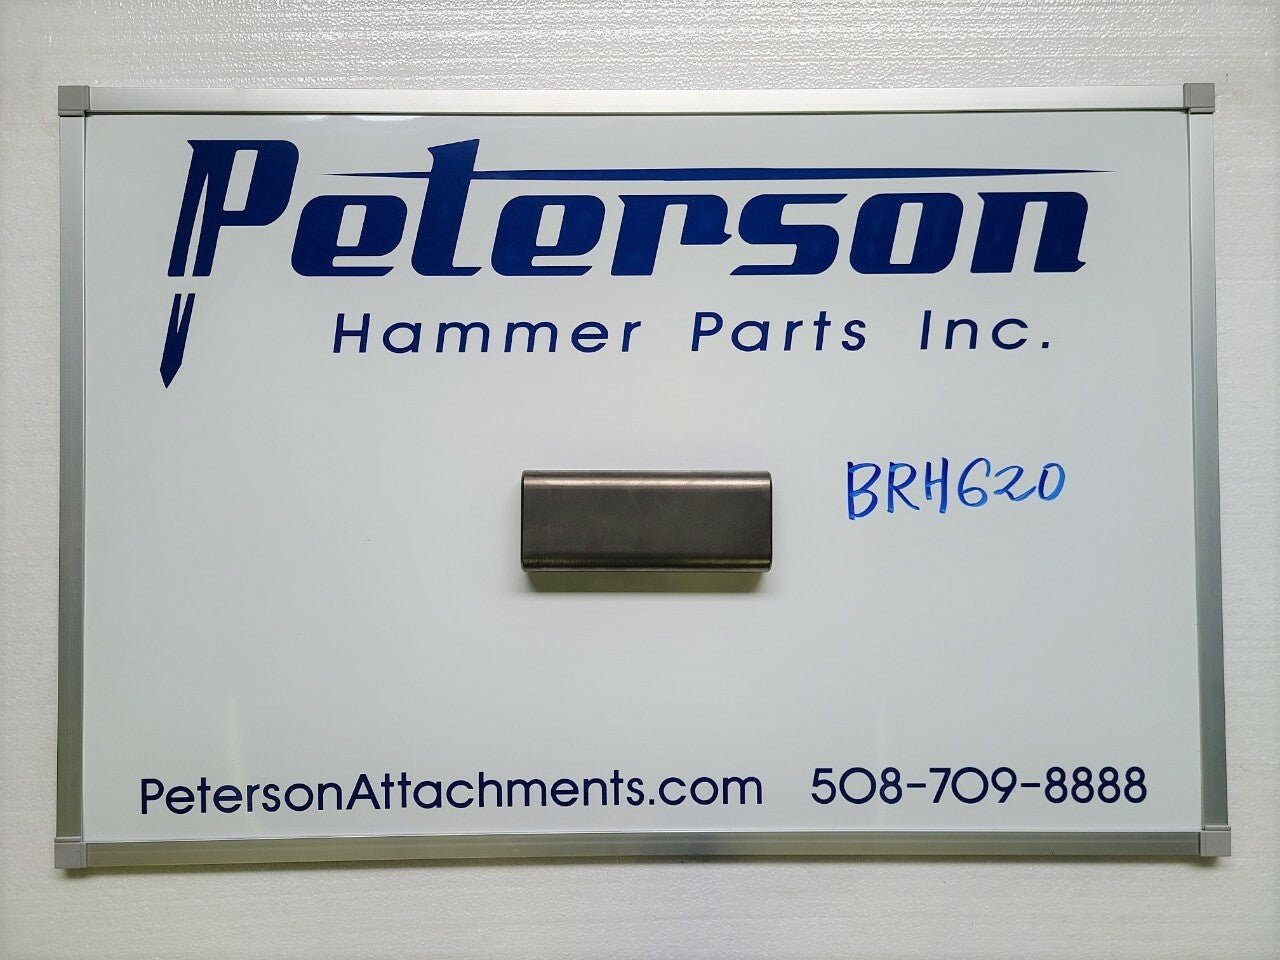 Peterson
Hammer Parts Inc.
BRH620
PetersonAttachments.com 508-709-8888